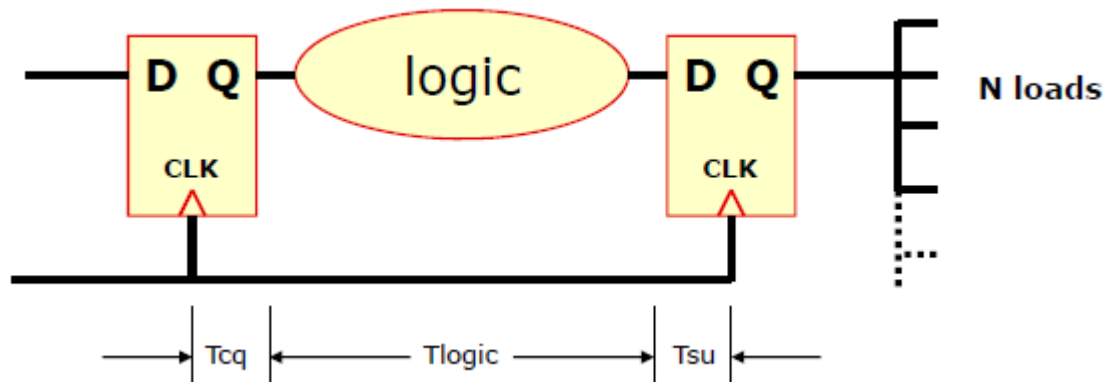 D Q
logic
D Q
N loads
CLK
CLK
Tcq
Tlogic
Tsu